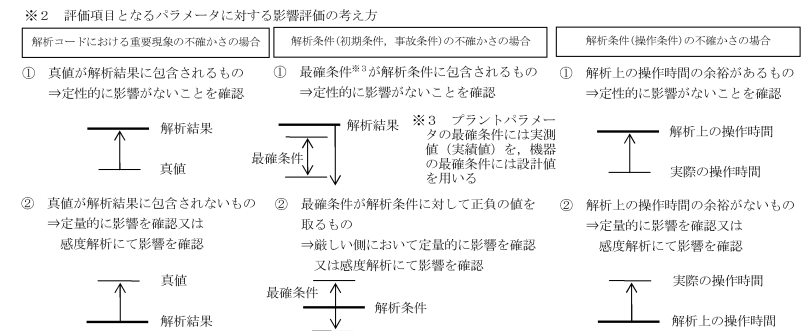 ※2 評価項目となるパラメータに対する影響評価の考え方
解析コードにおける重要現象の不確かさの場合
① 真値が解析結果に包含されるもの
⇒定性的に影響がないことを確認
解析結果
真値
② 真値が解析結果に包含されないもの
⇒定量的に影響を確認又は
感度解析にて影響を確認
真値
解析結果
解析条件(初期条件，事故条件)の不確かさの場合
① 最確条件※3が解析条件に包含されるもの
⇒定性的に影響がないことを確認
解析結果
最確条件
※3 プラントパラメー
タの最確条件には実測
値（実績値）を，機器
の最確条件には設計値
を用いる
② 最確条件が解析条件に対して正負の値を
取るもの
⇒厳しい側において定量的に影響を確認
又は感度解析にて影響を確認
最確条件
解析条件
解析条件(操作条件)の不確かさの場合
① 解析上の操作時間の余裕があるもの
⇒定性的に影響がないことを確認
解析上の操作時間
実際の操作時間
② 解析上の操作時間の余裕がないもの
⇒定量的に影響を確認又は
感度解析にて影響を確認
実際の操作時間
解析上の操作時間